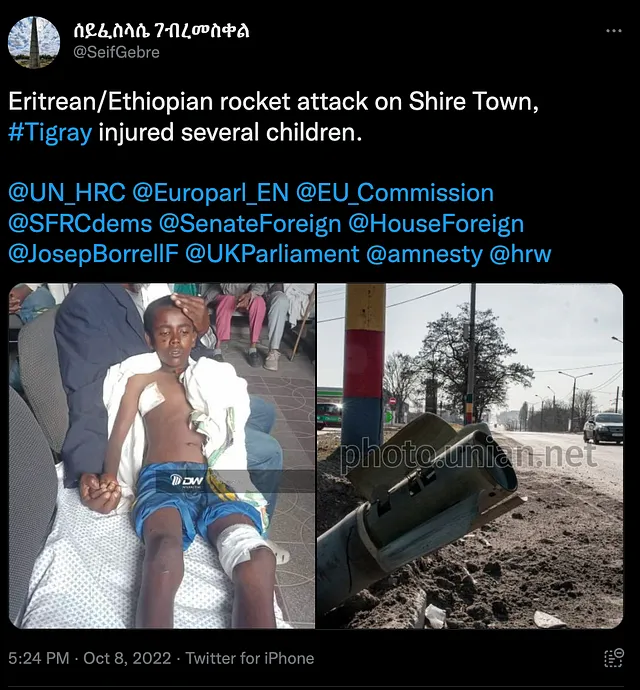 ሰይፈስላሴ ገብረመስቀል
@SeifGebre
Eritrean/Ethiopian rocket attack on Shire Town,
#Tigray injured several children.
@UN_HRC @Europarl_EN @EU_Commission
@SFRCdems @SenateForeign @HouseForeign
@JosepBorrellF @UKParliament @amnesty @hrw
DW
photo.unian.net
5:24 PM · Oct 8, 2022 · Twitter for iPhone